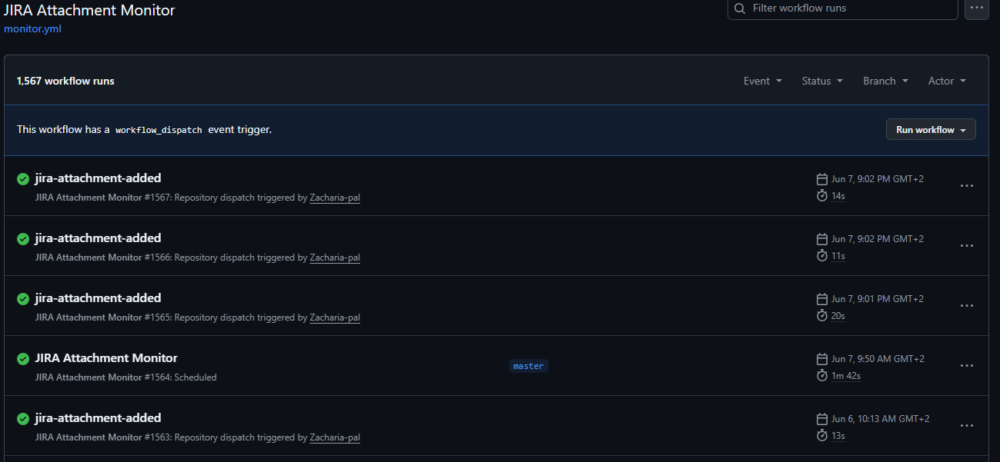 JIRA Attachment Monitor
monitor.yml
Filter workflow runs
1,567 workflow runs
Event Status Branch Actor
This workflow has a workflow_dispatch event trigger.
Run workflow
jira-attachment-added
JIRA Attachment Monitor #1567: Repository dispatch triggered by Zacharia-pal
Jun 7, 9:02 PM GMT+2
14s
jira-attachment-added
JIRA Attachment Monitor #1566: Repository dispatch triggered by Zacharia-pal
Jun 7, 9:02 PM GMT+2
11s
jira-attachment-added
JIRA Attachment Monitor #1565: Repository dispatch triggered by Zacharia-pal
Jun 7, 9:01 PM GMT+2
20s
JIRA Attachment Monitor
JIRA Attachment Monitor #1564: Scheduled
master
Jun 7, 9:50 AM GMT+2
1m 42s
jira-attachment-added
JIRA Attachment Monitor #1563: Repository dispatch triggered by Zacharia-pal
Jun 6, 10:13 AM GMT+2
13s